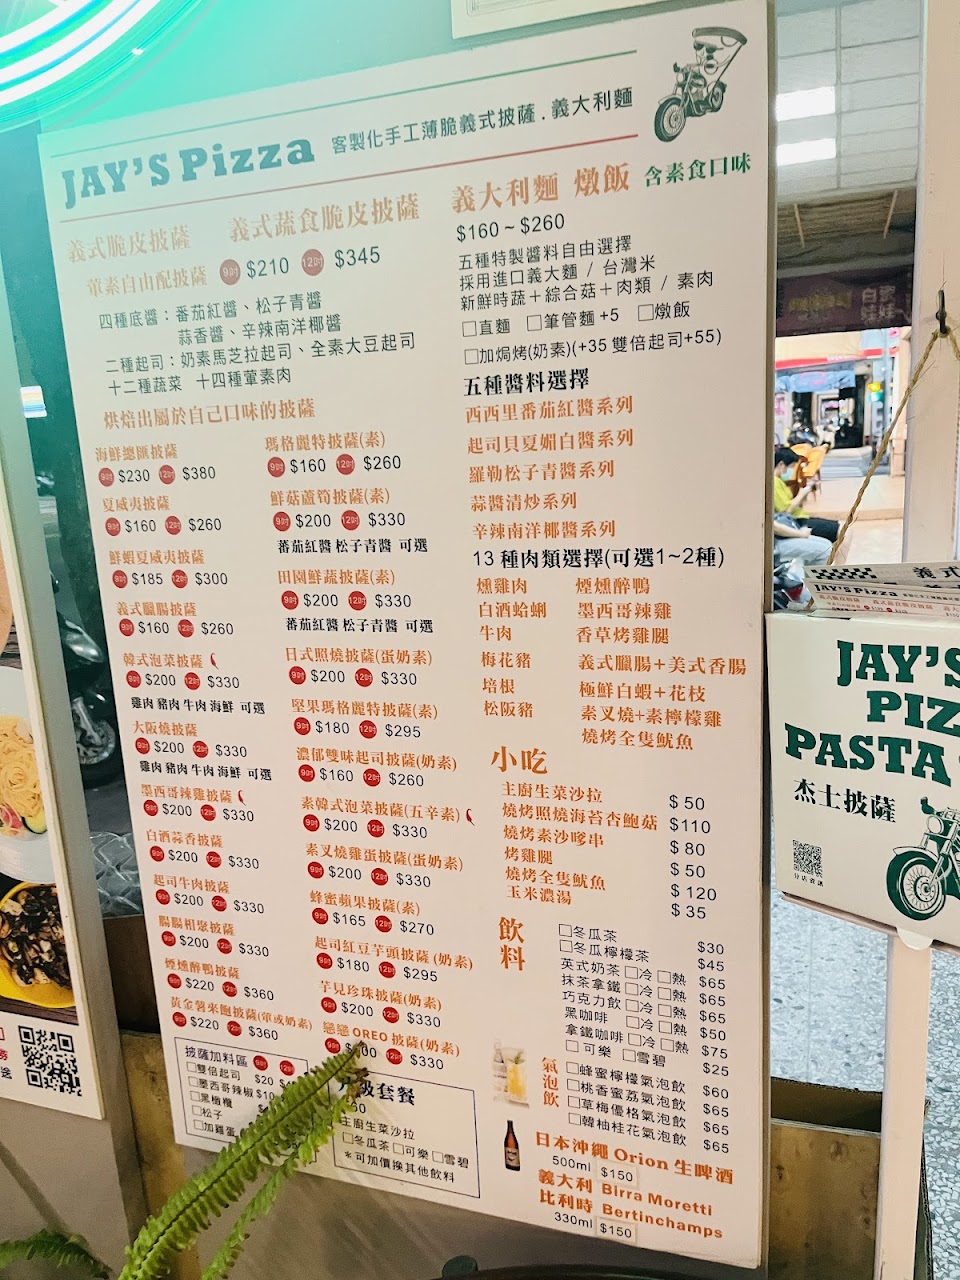 JAY'S Pizza 客製化手工薄脆義式披薩.義大利麵
義式脆皮披薩 義式蔬食脆皮披薩
葷素自由配披薩 9吋 $210 12吋 $345
四種底醬：番茄紅醬、松子青醬
蒜香醬、辛辣南洋椰醬
二種起司：奶素馬芝拉起司、全素大豆起司
十二種蔬菜 十四種葷素肉
烘焙出屬於自己口味的披薩
海鮮總匯披薩
9吋 $230 12吋 $380
夏威夷披薩
9吋 $160 12吋 $260
鮮蝦夏威夷披薩
9吋 $185 12吋 $300
義式臘腸披薩
9吋 $160 12吋 $260
韓式泡菜披薩
9吋 $200 12吋 $330
雞肉 豬肉 牛肉 海鮮 可選
大阪燒披薩
9吋 $200 12吋 $330
雞肉 豬肉 牛肉 海鮮 可選
墨西哥辣雞披薩
9吋 $200 12吋 $330
白酒蒜香披薩
9吋 $200 12吋 $330
起司牛肉披薩
9吋 $200 12吋 $330
腸腸相聚披薩
9吋 $200 12吋 $330
煙燻醉鴨披薩
9吋 $220 12吋 $360
黃金薯來飽披薩(葷或奶素)
9吋 $220 12吋 $360
瑪格麗特披薩(素)
9吋 $160 12吋 $260
鮮菇蘆筍披薩(素)
9吋 $200 12吋 $330
蕃茄紅醬 松子青醬 可選
田園鮮蔬披薩(素)
9吋 $200 12吋 $330
蕃茄紅醬 松子青醬 可選
日式照燒披薩(蛋奶素)
9吋 $200 12吋 $330
堅果瑪格麗特披薩(素)
9吋 $180 12吋 $295
濃郁雙味起司披薩(奶素)
9吋 $160 12吋 $260
素韓式泡菜披薩(五辛素)
9吋 $200 12吋 $330
素叉燒雞蛋披薩(蛋奶素)
9吋 $200 12吋 $330
蜂蜜蘋果披薩(素)
9吋 $165 12吋 $270
起司紅豆芋頭披薩(奶素)
9吋 $180 12吋 $295
芋見珍珠披薩(奶素)
9吋 $200 12吋 $330
戀戀OREO披薩(奶素)
12吋 $330
披薩加料區 9吋 12吋
□雙倍起司 $20
□墨西哥辣椒 $10
□黑橄欖
□松子
□加雞蛋
級套餐
主廚生菜沙拉
□冬瓜茶□可樂 □雪碧
*可加價換其他飲料
義大利麵 燉飯 含素食口味
$160~$260
五種特製醬料自由選擇
採用進口義大麵 / 台灣米
新鮮時蔬＋綜合菇＋肉類 / 素肉
□直麵 □筆管麵+5 □燉飯
□加焗烤(奶素)(+35 雙倍起司+55)
五種醬料選擇
西西里番茄紅醬系列
起司貝夏媚白醬系列
羅勒松子青醬系列
蒜醬清炒系列
辛辣南洋椰醬系列
13 種肉類選擇(可選1~2種)
燻雞肉 煙燻醉鴨
白酒蛤蜊 墨西哥辣雞
牛肉 香草烤雞腿
梅花豬 義式臘腸+美式香腸
培根 極鮮白蝦+花枝
松阪豬 素叉燒+素檸檬雞
燒烤全隻魷魚
小吃
主廚生菜沙拉 $50
燒烤照燒海苔杏鮑菇 $110
燒烤素沙嗲串 $80
烤雞腿 $50
燒烤全隻魷魚 $120
玉米濃湯 $35
飲料
□冬瓜茶 $30
□冬瓜檸檬茶 $45
英式奶茶 □冷 □熱 $65
抹茶拿鐵 □冷 □熱 $65
巧克力飲 □冷 □熱 $65
黑咖啡 □冷 □熱 $50
拿鐵咖啡 □冷 □熱 $75
□可樂 □雪碧 $25
氣泡飲
□蜂蜜檸檬氣泡飲 $60
□桃香蜜荔氣泡飲 $65
□草梅優格氣泡飲 $65
□韓柚桂花氣泡飲 $65
日本沖繩 Orion 生啤酒
500ml $150
義大利 Birra Moretti
比利時 Bertinchamps
330ml $150
義式
JAY'S Pizza
JAY'S
PIZ
PASTA
杰士披薩